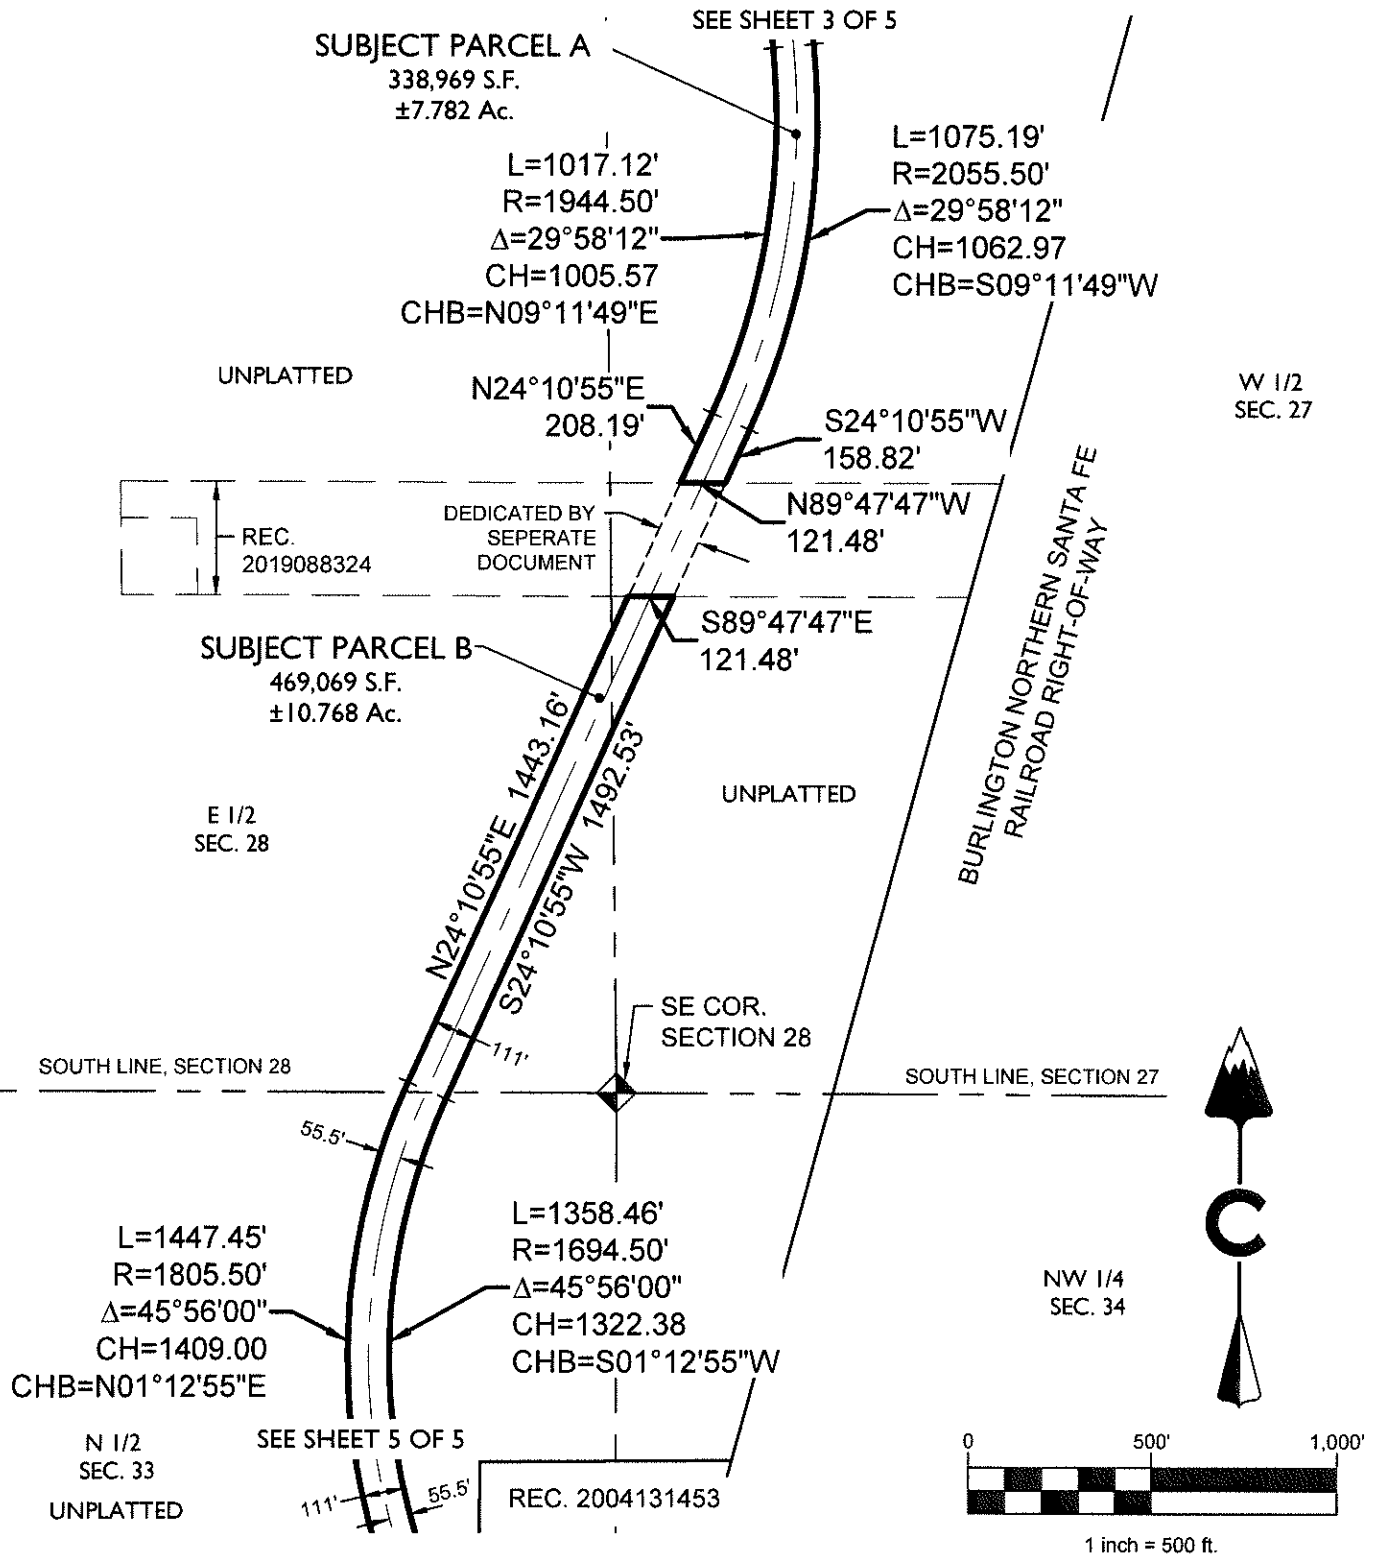 SEE SHEET 3 OF 5
SUBJECT PARCEL A
338,969 S.F.
±7.782 Ac.
L=1017.12'
R=1944.50'
Δ=29°58'12"
CH=1005.57
CHB=N09°11'49"E
L=1075.19'
R=2055.50'
Δ=29°58'12"
CH=1062.97
CHB=S09°11'49"W
UNPLATTED
N24°10'55"E
208.19'
W 1/2
SEC. 27
S24°10'55"W
158.82'
N89°47'47"W
121.48'
DEDICATED BY
SEPERATE
DOCUMENT
REC.
2019088324
BURLINGTON NORTHERN SANTA FE
RAILROAD RIGHT-OF-WAY
S89°47'47"E
121.48'
SUBJECT PARCEL B
469,069 S.F.
±10.768 Ac.
N24°10'55"E 1443.16'
S24°10'55"W 1492.53'
UNPLATTED
E 1/2
SEC. 28
SE COR.
SECTION 28
111'
SOUTH LINE, SECTION 28
SOUTH LINE, SECTION 27
55.5'
L=1447.45'
R=1805.50'
Δ=45°56'00"
CH=1409.00
CHB=N01°12'55"E
L=1358.46'
R=1694.50'
Δ=45°56'00"
CH=1322.38
CHB=S01°12'55"W
NW 1/4
SEC. 34
C
N 1/2
SEC. 33
UNPLATTED
SEE SHEET 5 OF 5
111'
55.5'
REC. 2004131453
0 500' 1,000'
1 inch = 500 ft.